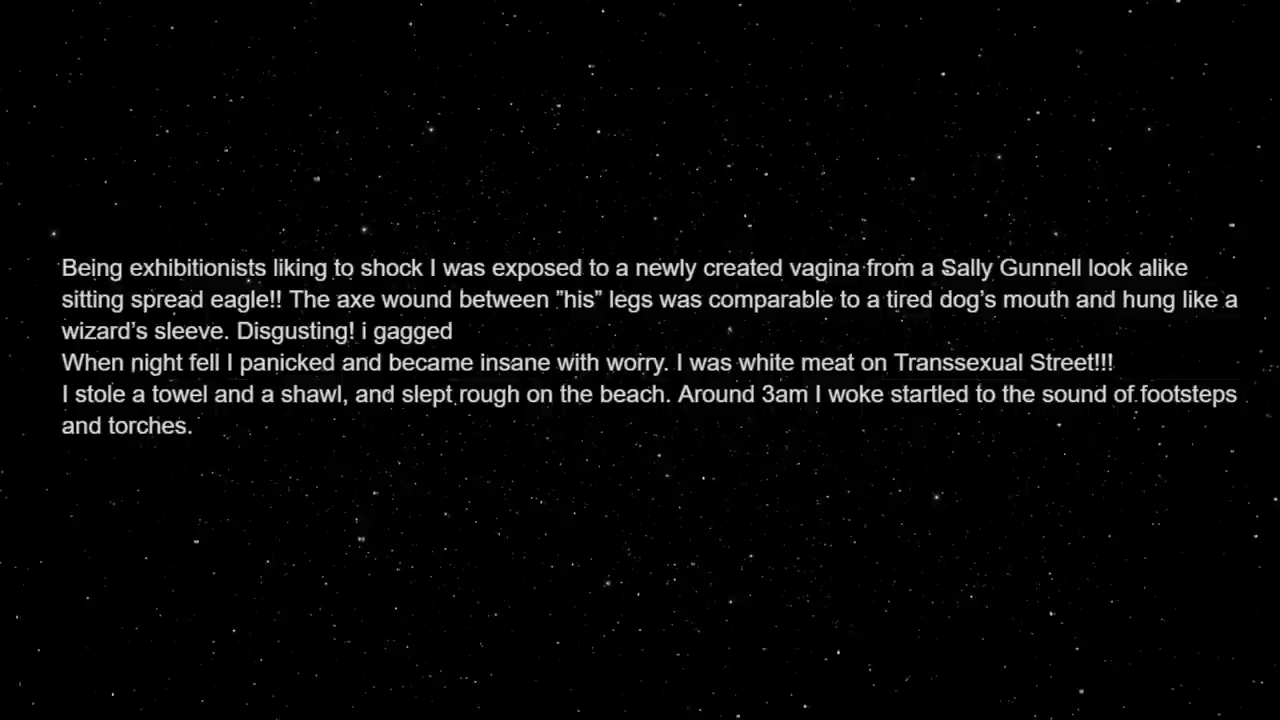 Being exhibitionists liking to shock I was exposed to a newly created vagina from a Sally Gunnell look alike
sitting spread eagle!! The axe wound between "his" legs was comparable to a tired dog's mouth and hung like a
wizard's sleeve. Disgusting! i gagged
When night fell I panicked and became insane with worry. I was white meat on Transsexual Street!!!
I stole a towel and a shawl, and slept rough on the beach. Around 3am I woke startled to the sound of footsteps
and torches.